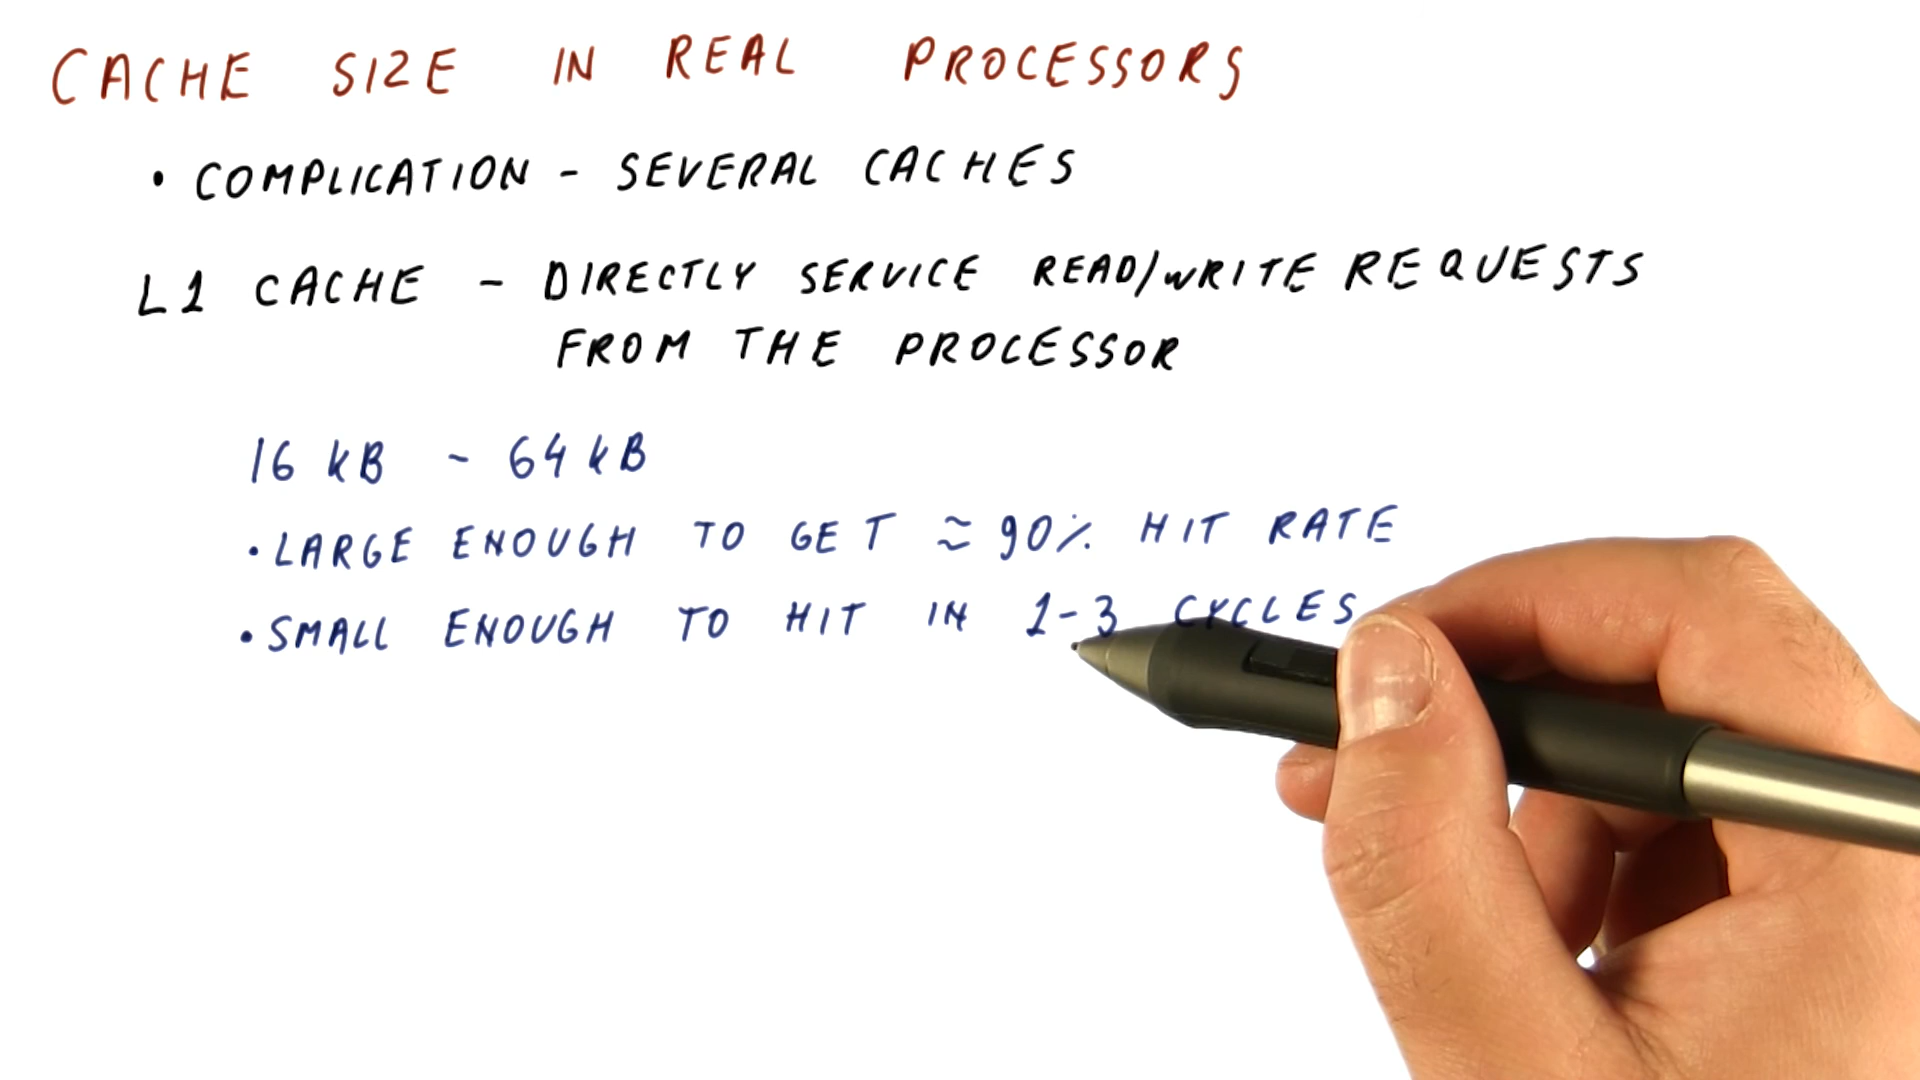 CACHE SIZE IN REAL PROCESSORS
• COMPLICATION - SEVERAL CACHES
L1 CACHE - DIRECTLY SERVICE READ/WRITE REQUESTS
FROM THE PROCESSOR
16 kB ~ 64 kB
• LARGE ENOUGH TO GET ≈ 90% HIT RATE
• SMALL ENOUGH TO HIT IN 1-3 CYCLES